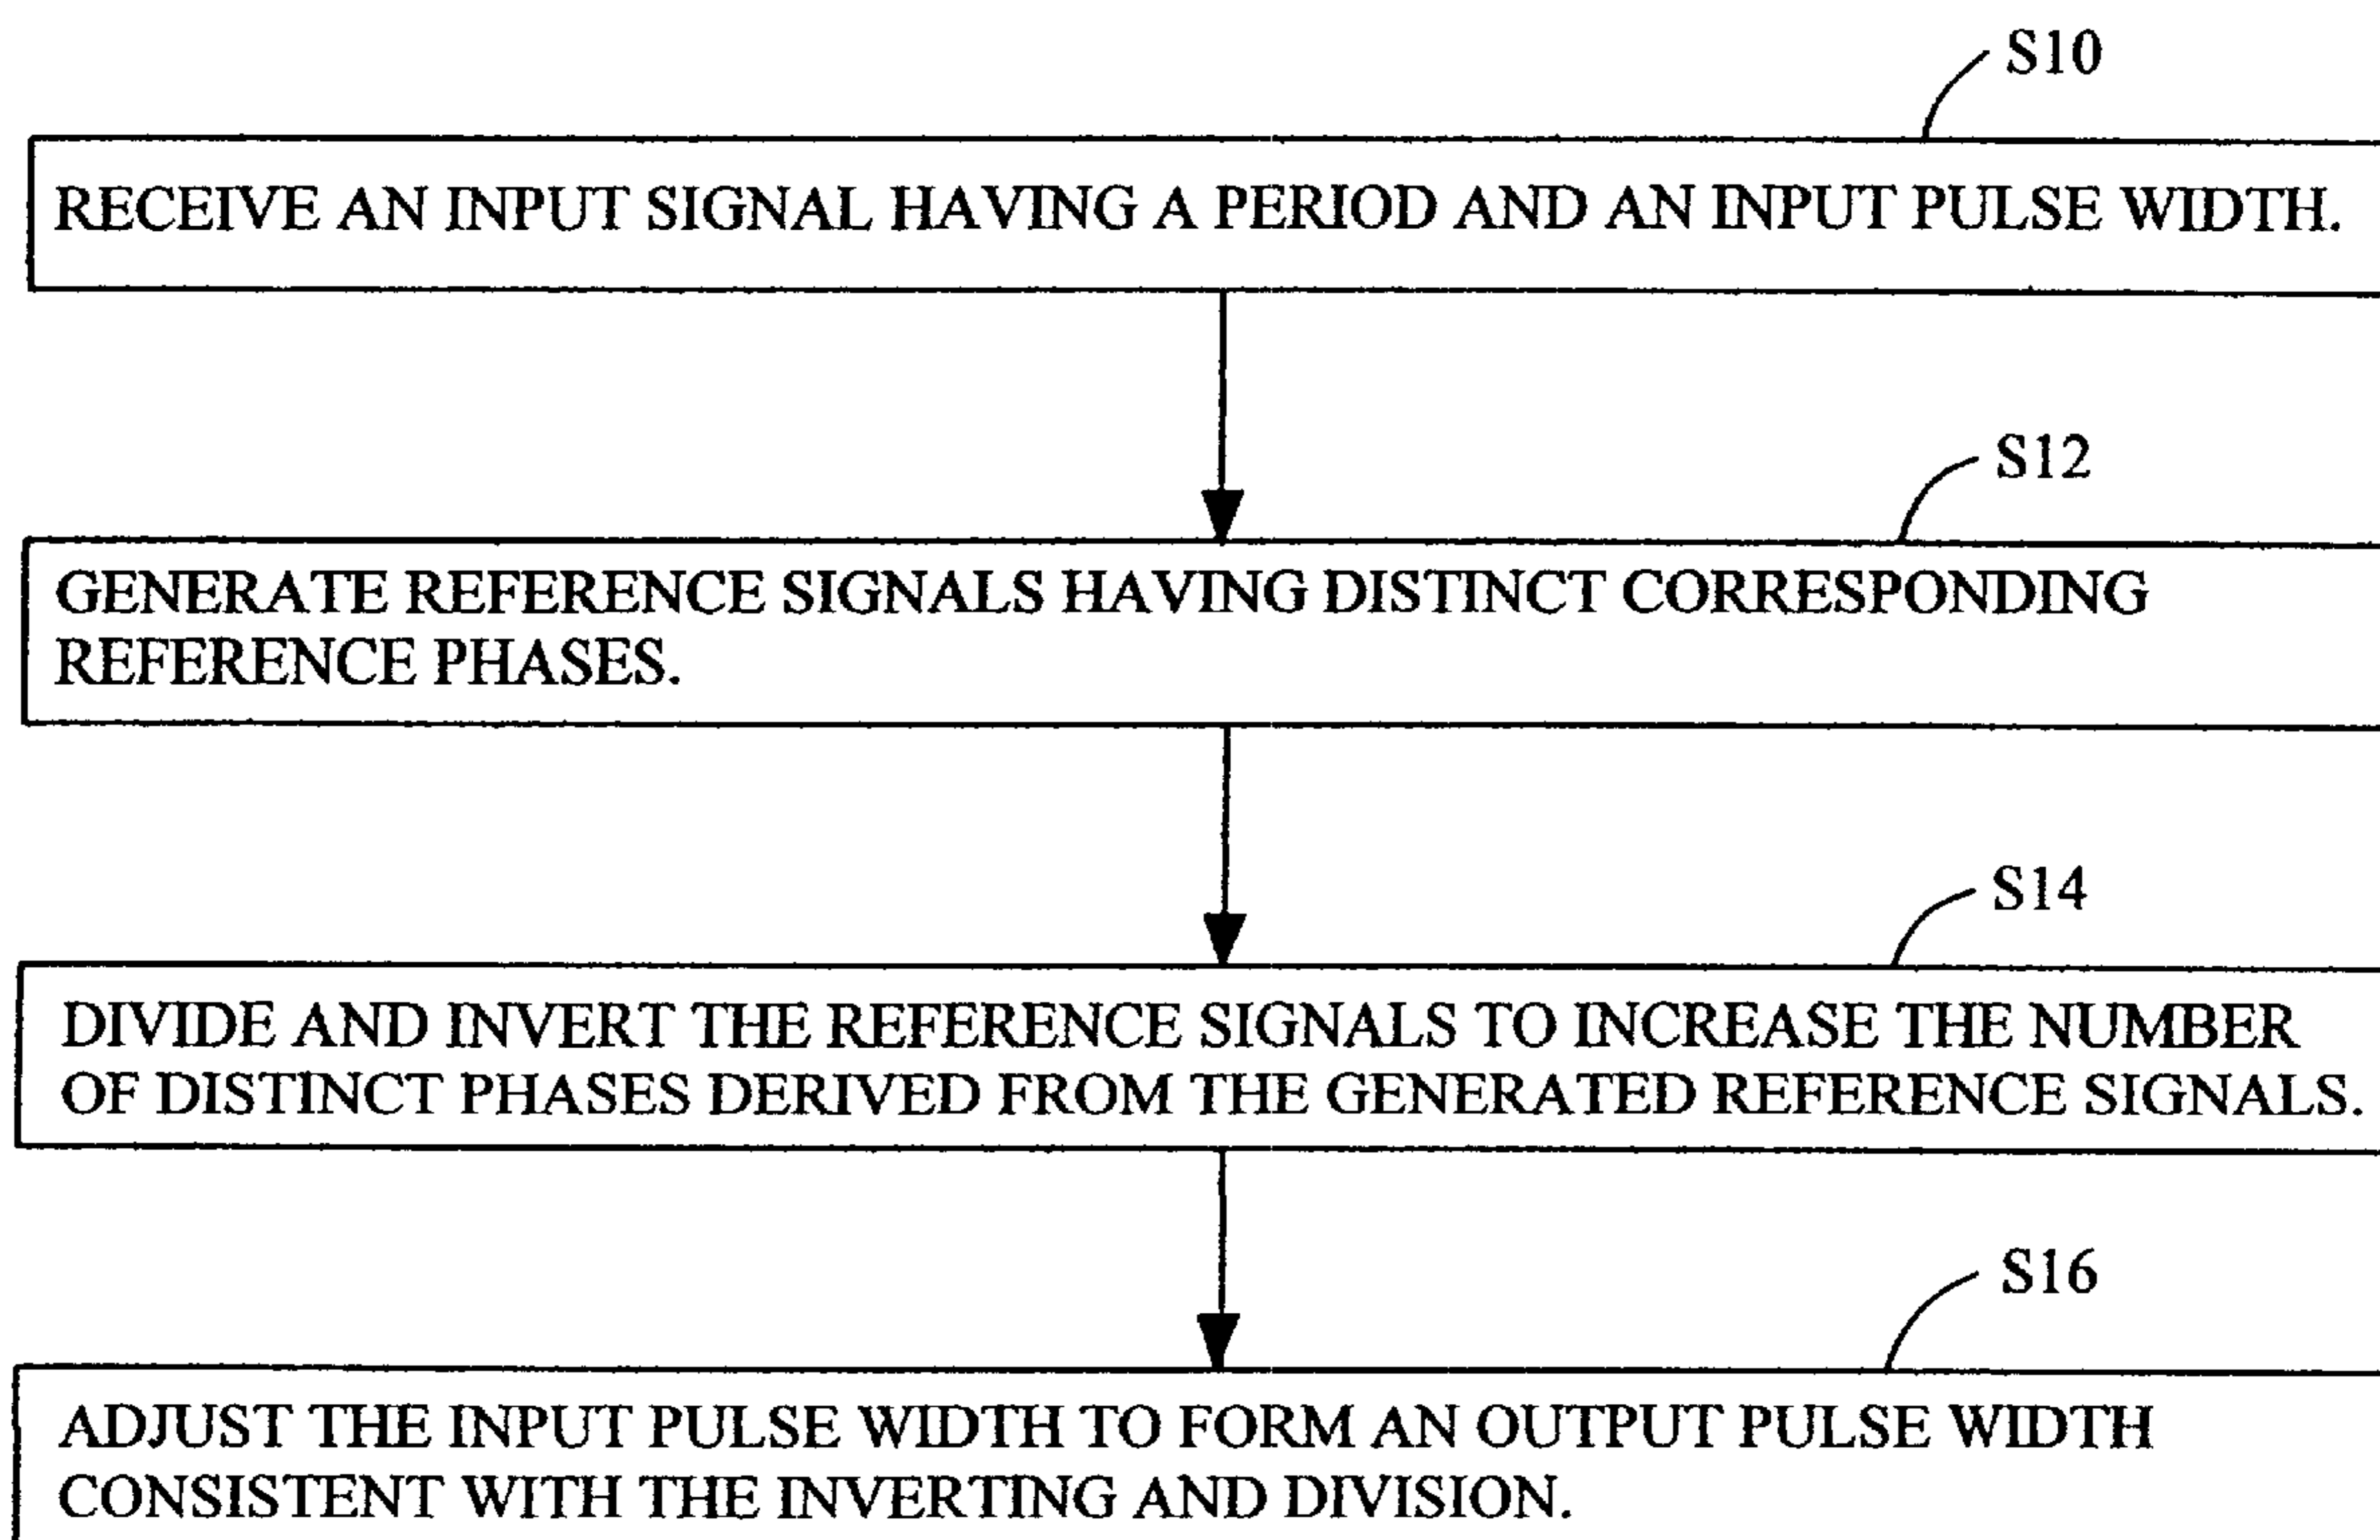 S10
RECEIVE AN INPUT SIGNAL HAVING A PERIOD AND AN INPUT PULSE WIDTH.
S12
GENERATE REFERENCE SIGNALS HAVING DISTINCT CORRESPONDING
REFERENCE PHASES.
S14
DIVIDE AND INVERT THE REFERENCE SIGNALS TO INCREASE THE NUMBER
OF DISTINCT PHASES DERIVED FROM THE GENERATED REFERENCE SIGNALS.
S16
ADJUST THE INPUT PULSE WIDTH TO FORM AN OUTPUT PULSE WIDTH
CONSISTENT WITH THE INVERTING AND DIVISION.